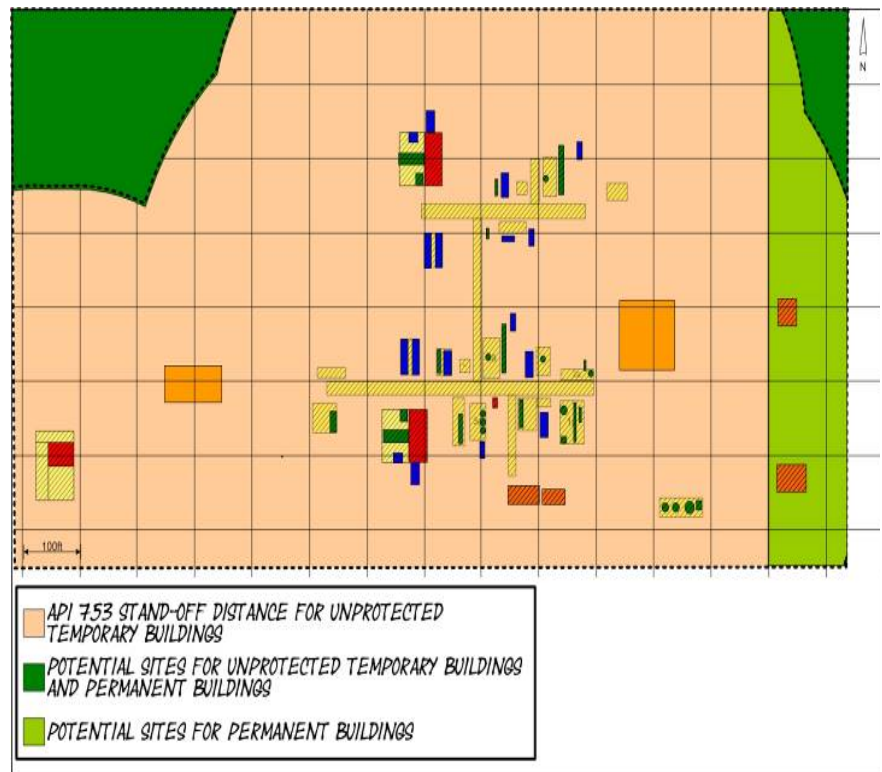 N
100ft
API 753 STAND-OFF DISTANCE FOR UNPROTECTED
TEMPORARY BUILDINGS
POTENTIAL SITES FOR UNPROTECTED TEMPORARY BUILDINGS
AND PERMANENT BUILDINGS
POTENTIAL SITES FOR PERMANENT BUILDINGS